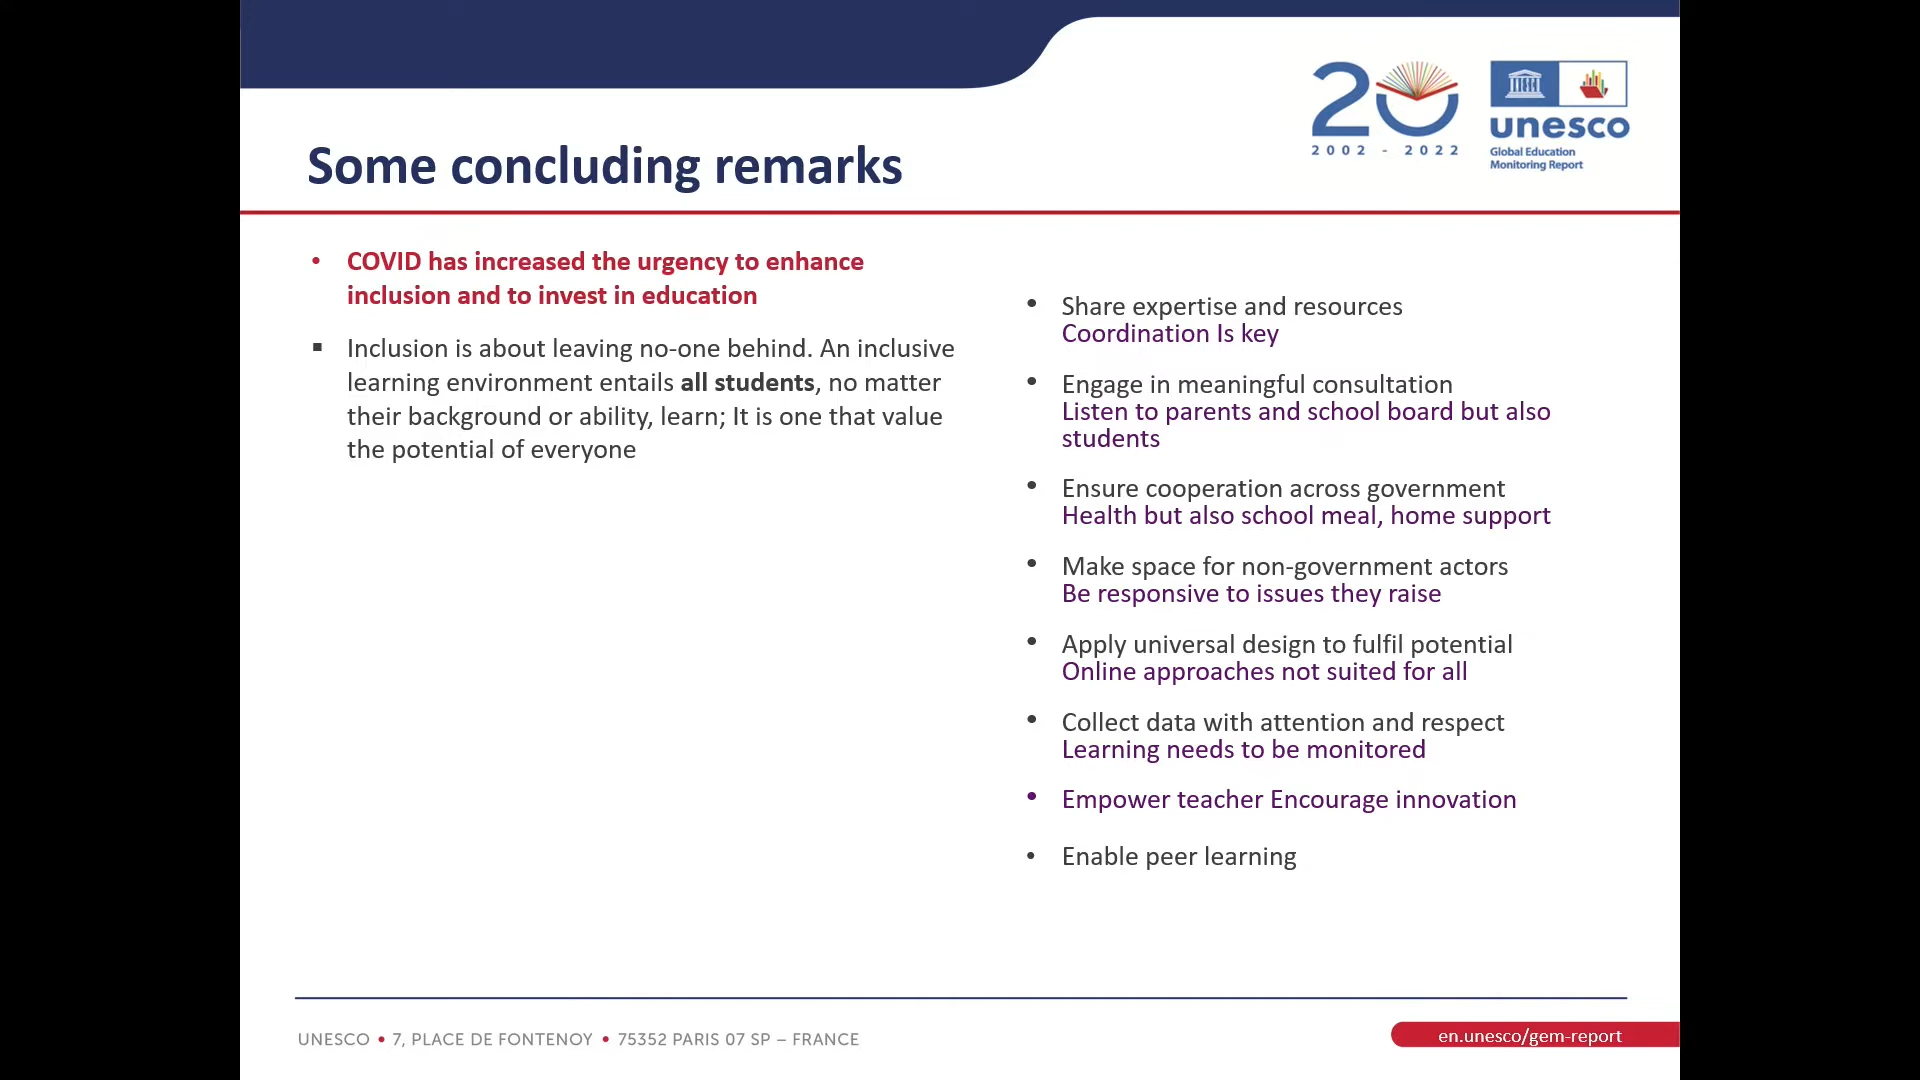 20
2002 - 2022
unesco
Global Education
Monitoring Report
Some concluding remarks
• COVID has increased the urgency to enhance
inclusion and to invest in education
▪ Inclusion is about leaving no-one behind. An inclusive
learning environment entails all students, no matter
their background or ability, learn; It is one that value
the potential of everyone
• Share expertise and resources
Coordination Is key
• Engage in meaningful consultation
Listen to parents and school board but also
students
• Ensure cooperation across government
Health but also school meal, home support
• Make space for non-government actors
Be responsive to issues they raise
• Apply universal design to fulfil potential
Online approaches not suited for all
• Collect data with attention and respect
Learning needs to be monitored
• Empower teacher Encourage innovation
• Enable peer learning
UNESCO • 7, PLACE DE FONTENOY • 75352 PARIS 07 SP – FRANCE
en.unesco/gem-report